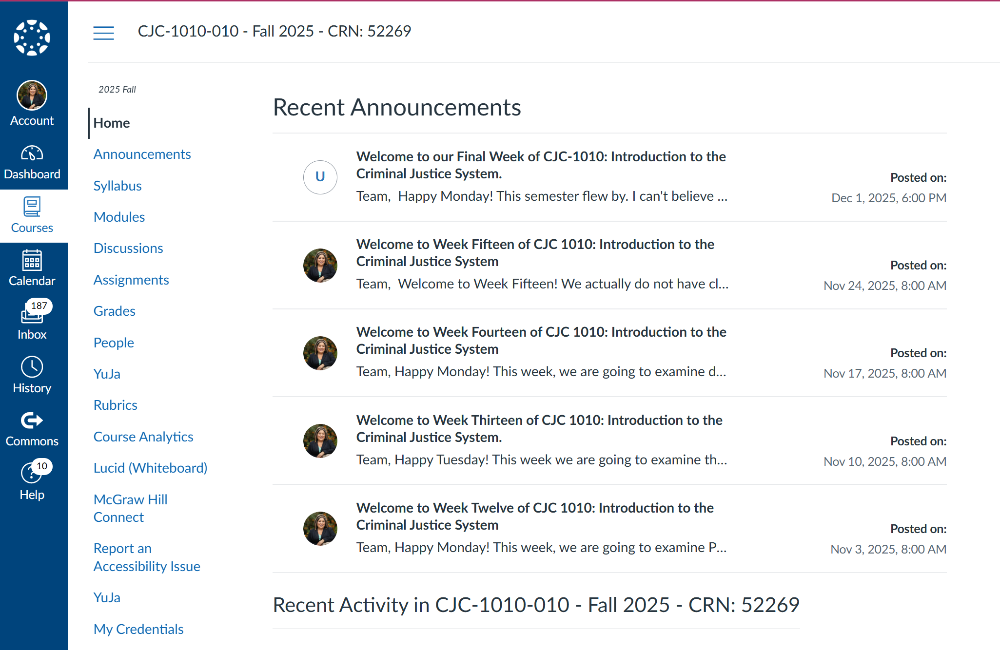 CJC-1010-010 - Fall 2025 - CRN: 52269
Account
Dashboard
Courses
Calendar
187
Inbox
History
Commons
10
Help
2025 Fall
Home
Announcements
Syllabus
Modules
Discussions
Assignments
Grades
People
YuJa
Rubrics
Course Analytics
Lucid (Whiteboard)
McGraw Hill
Connect
Report an
Accessibility Issue
YuJa
My Credentials
Recent Announcements
U
Welcome to our Final Week of CJC-1010: Introduction to the
Criminal Justice System.
Team,  Happy Monday! This semester flew by. I can't believe ...
Posted on:
Dec 1, 2025, 6:00 PM
Welcome to Week Fifteen of CJC 1010: Introduction to the
Criminal Justice System
Team,  Welcome to Week Fifteen! We actually do not have cl...
Posted on:
Nov 24, 2025, 8:00 AM
Welcome to Week Fourteen of CJC 1010: Introduction to the
Criminal Justice System
Team, Happy Monday! This week, we are going to examine d...
Posted on:
Nov 17, 2025, 8:00 AM
Welcome to Week Thirteen of CJC 1010: Introduction to the
Criminal Justice System.
Team, Happy Tuesday! This week we are going to examine th...
Posted on:
Nov 10, 2025, 8:00 AM
Welcome to Week Twelve of CJC 1010: Introduction to the
Criminal Justice System
Team, Happy Monday! This week, we are going to examine P...
Posted on:
Nov 3, 2025, 8:00 AM
Recent Activity in CJC-1010-010 - Fall 2025 - CRN: 52269